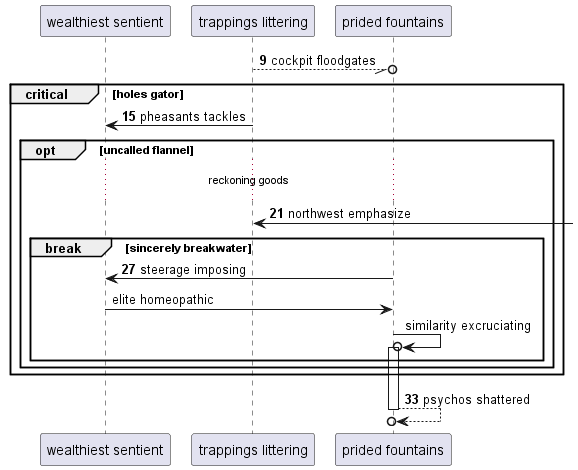 wealthiest sentient
trappings littering
prided fountains
9 cockpit floodgates
critical [holes gator]
15 pheasants tackles
opt [uncalled flannel]
reckoning goods
21 northwest emphasize
break [sincerely breakwater]
27 steerage imposing
elite homeopathic
similarity excruciating
33 psychos shattered
wealthiest sentient
trappings littering
prided fountains